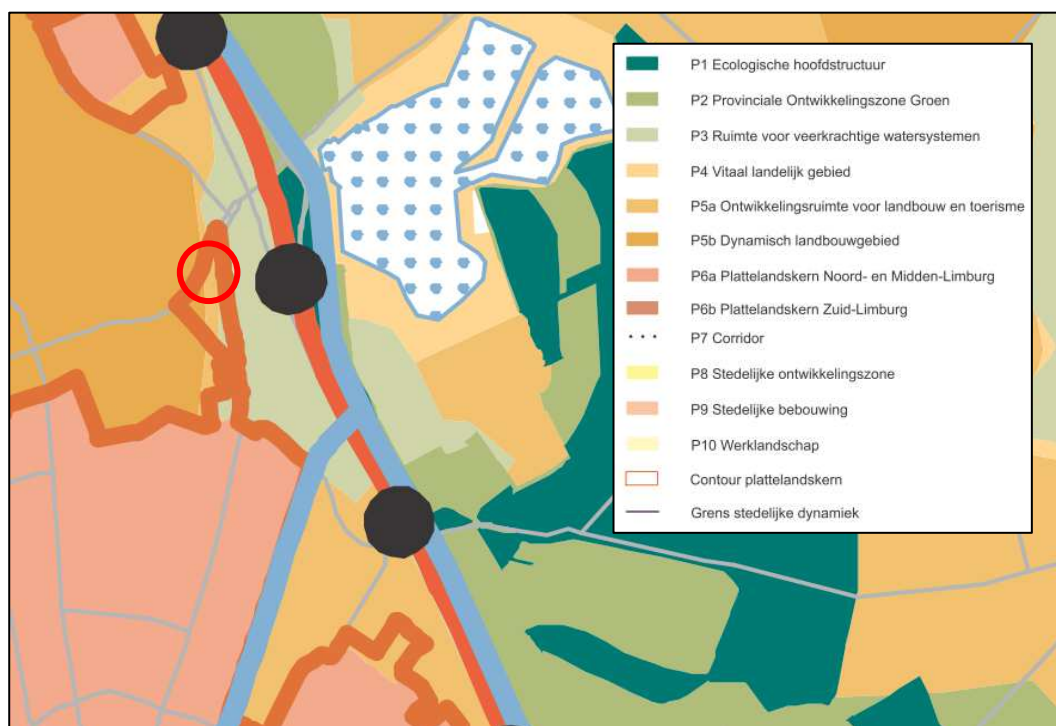 P1 Ecologische hoofdstructuur
P2 Provinciale Ontwikkelingszone Groen
P3 Ruimte voor veerkrachtige watersystemen
P4 Vitaal landelijk gebied
P5a Ontwikkelingsruimte voor landbouw en toerisme
P5b Dynamisch landbouwgebied
P6a Plattelandskern Noord- en Midden-Limburg
P6b Plattelandskern Zuid-Limburg
P7 Corridor
P8 Stedelijke ontwikkelingszone
P9 Stedelijke bebouwing
P10 Werklandschap
Contour plattelandskern
Grens stedelijke dynamiek